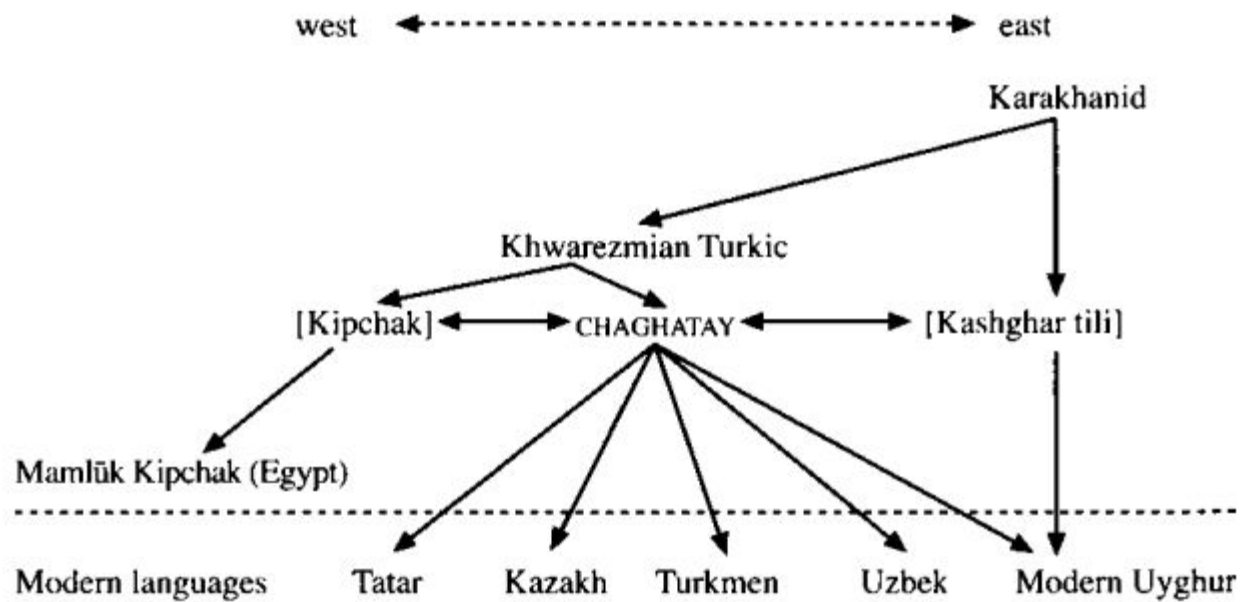 west east
Karakhanid
Khwarezmian Turkic
[Kipchak] CHAGHATAY [Kashghar tili]
Mamlūk Kipchak (Egypt)
Modern languages Tatar Kazakh Turkmen Uzbek Modern Uyghur